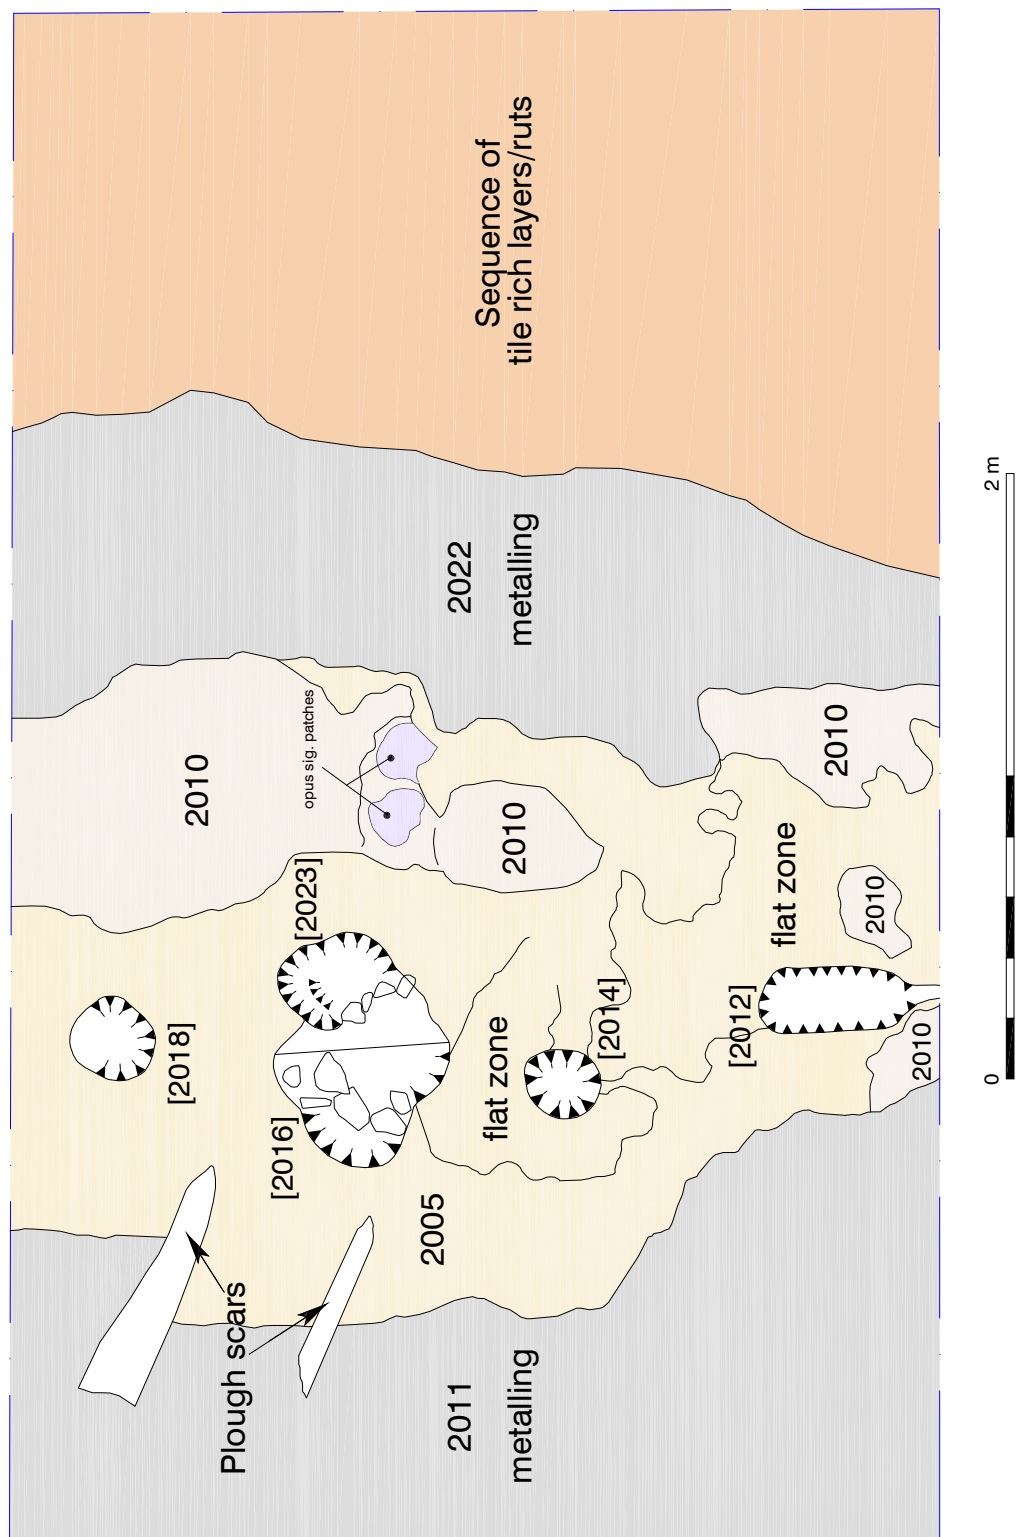 [2018]
2010
Plough scars
[2016]
[2023]
opus sig. patches
2005
2011
metalling
2022
metalling
Sequence of
tile rich layers/ruts
flat zone
2010
[2014]
[2012]
flat zone
2010
2010
2010
0
2 m